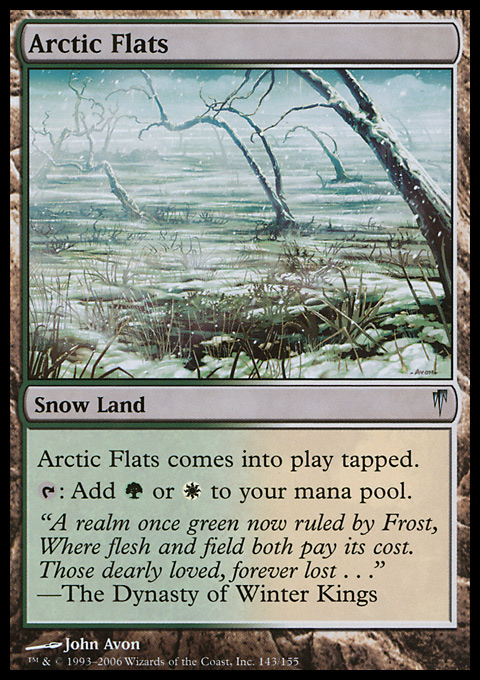 Arctic Flats
Avon
Snow Land
Arctic Flats comes into play tapped.
: Add or to your mana pool.
“A realm once green now ruled by Frost,
Where flesh and field both pay its cost.
Those dearly loved, forever lost . . .”
—The Dynasty of Winter Kings
John Avon
™ & © 1993–2006 Wizards of the Coast, Inc. 143/155